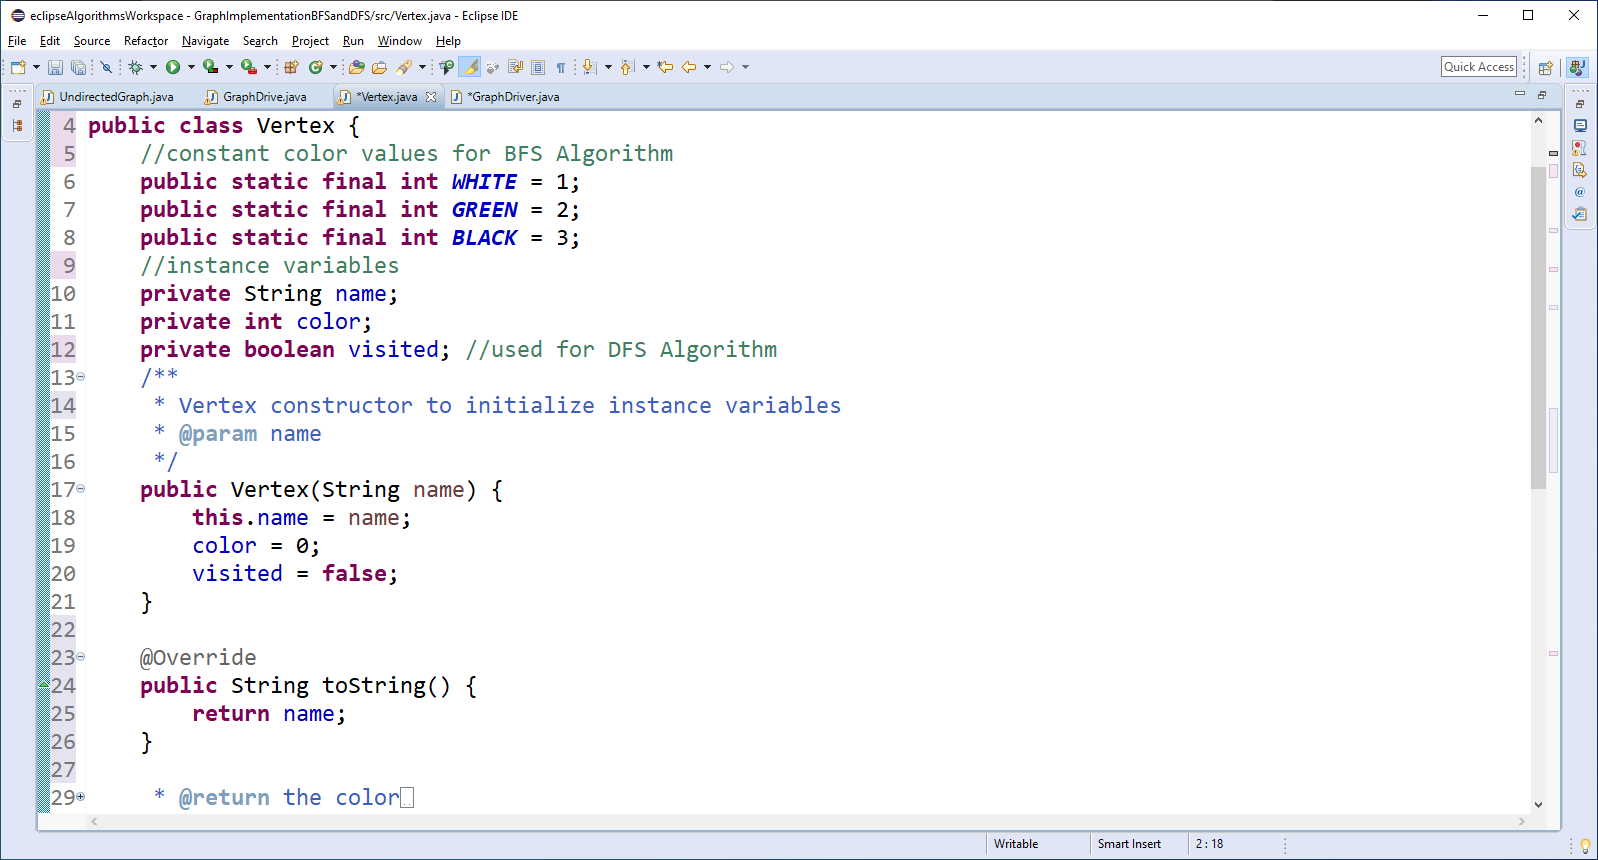 eclipseAlgorithmsWorkspace - GraphImplementationBFSandDFS/src/Vertex.java - Eclipse IDE
File Edit Source Refactor Navigate Search Project Run Window Help
Quick Access
UndirectedGraph.java GraphDrive.java *Vertex.java *GraphDriver.java
4 public class Vertex {
5 //constant color values for BFS Algorithm
6 public static final int WHITE = 1;
7 public static final int GREEN = 2;
8 public static final int BLACK = 3;
9 //instance variables
10 private String name;
11 private int color;
12 private boolean visited; //used for DFS Algorithm
13 /**
14 * Vertex constructor to initialize instance variables
15 * @param name
16 */
17 public Vertex(String name) {
18 this.name = name;
19 color = 0;
20 visited = false;
21 }
22
23 @Override
24 public String toString() {
25 return name;
26 }
27
29 * @return the color
Writable Smart Insert 2 : 18